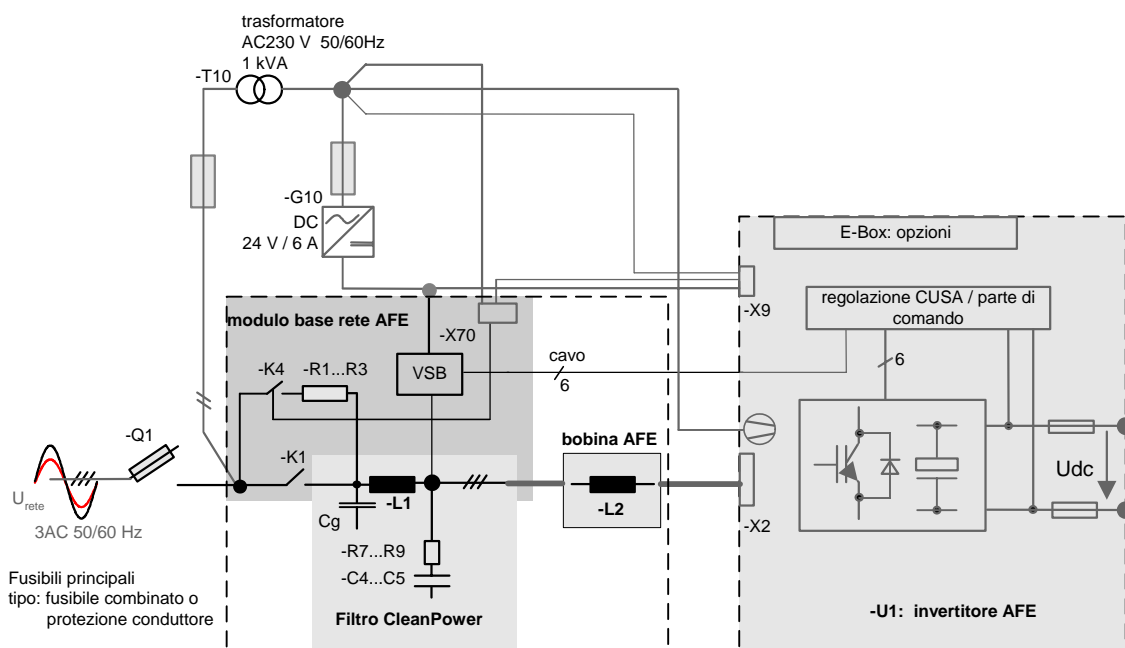 trasformatore
AC230 V 50/60Hz
1 kVA
-T10
-G10
DC
24 V / 6 A
E-Box: opzioni
-X9
regolazione CUSA / parte di
comando
modulo base rete AFE
-X70
VSB
cavo
6
6
-K4
-R1...R3
-Q1
-K1
bobina AFE
Udc
U rete
3AC 50/60 Hz
Cg
-L1
-L2
-X2
-R7...R9
-C4...C5
Fusibili principali
tipo: fusibile combinato o
protezione conduttore
Filtro CleanPower
-U1: invertitore AFE